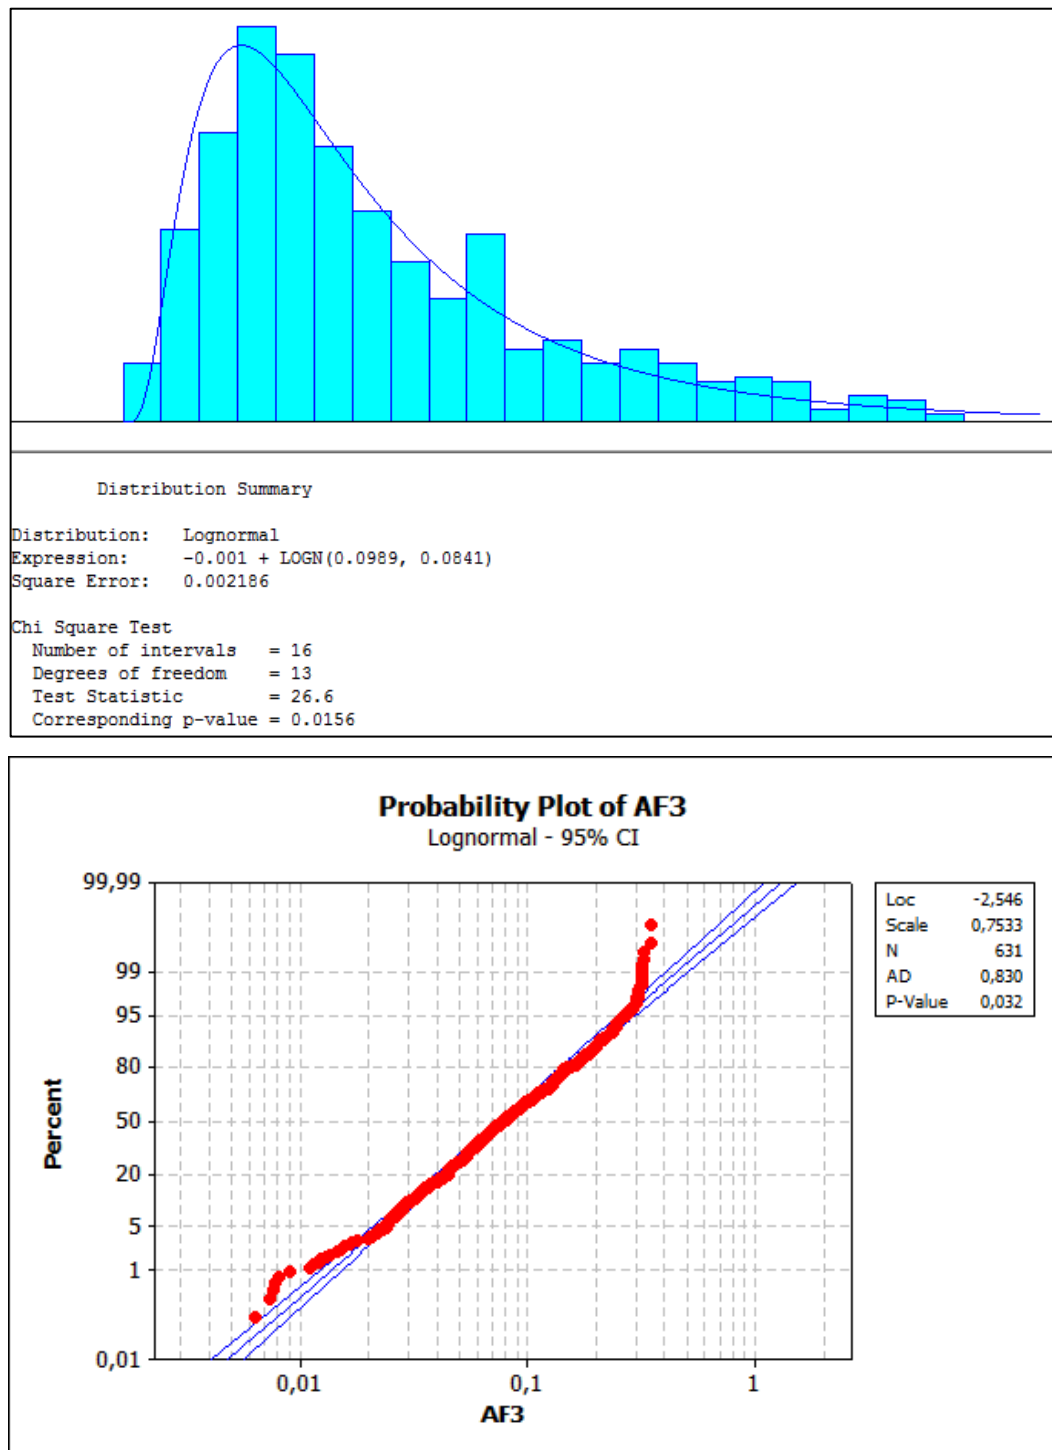 Distribution Summary
Distribution: Lognormal
Expression: -0.001 + LOGN(0.0989, 0.0841)
Square Error: 0.002186
Chi Square Test
Number of intervals = 16
Degrees of freedom = 13
Test Statistic = 26.6
Corresponding p-value = 0.0156
Probability Plot of AF3
Lognormal - 95% CI
99,99
99
95
80
50
20
5
1
0,01
Percent
0,01 0,1 1
AF3
Loc -2,546
Scale 0,7533
N 631
AD 0,830
P-Value 0,032